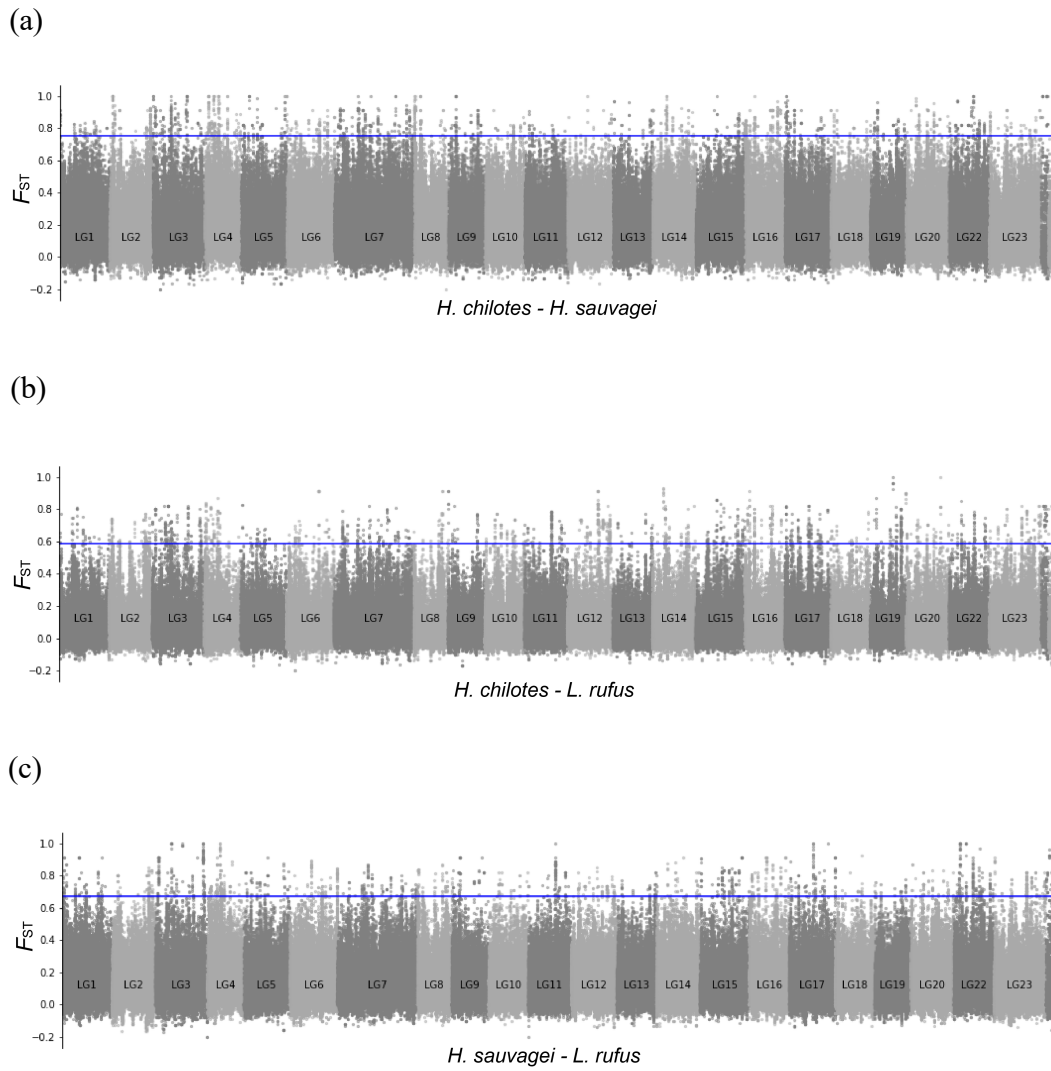 (a)
1.0
0.8
0.6
0.4
0.2
0.0
−0.2
FST
LG1 LG2 LG3 LG4 LG5 LG6 LG7 LG8 LG9 LG10 LG11 LG12 LG13 LG14 LG15 LG16 LG17 LG18 LG19 LG20 LG22 LG23
H. chilotes - H. sauvagei
(b)
1.0
0.8
0.6
0.4
0.2
0.0
−0.2
FST
LG1 LG2 LG3 LG4 LG5 LG6 LG7 LG8 LG9 LG10 LG11 LG12 LG13 LG14 LG15 LG16 LG17 LG18 LG19 LG20 LG22 LG23
H. chilotes - L. rufus
(c)
1.0
0.8
0.6
0.4
0.2
0.0
−0.2
FST
LG1 LG2 LG3 LG4 LG5 LG6 LG7 LG8 LG9 LG10 LG11 LG12 LG13 LG14 LG15 LG16 LG17 LG18 LG19 LG20 LG22 LG23
H. sauvagei - L. rufus